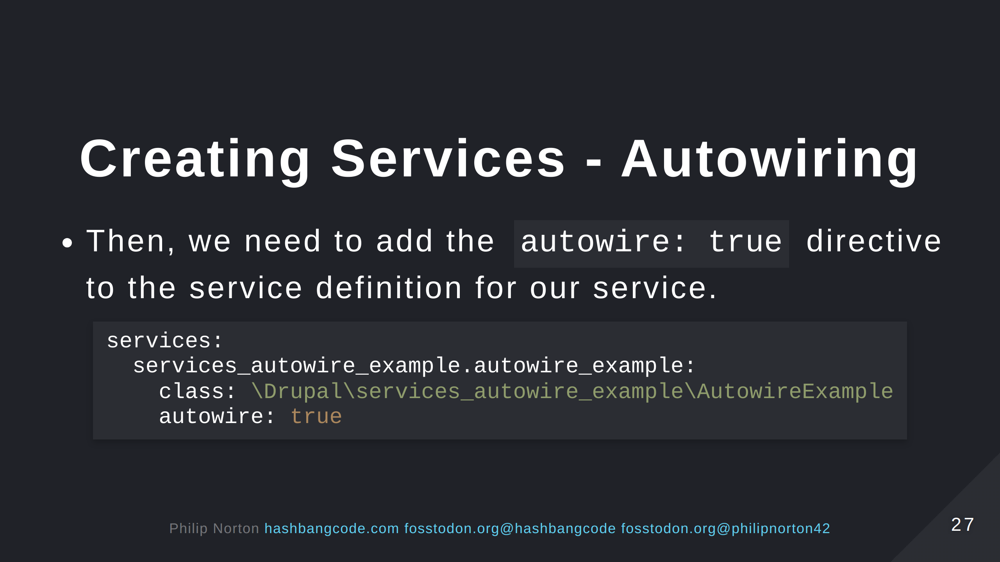 Creating Services - Autowiring
• Then, we need to add the autowire: true directive
to the service definition for our service.
services:
  services_autowire_example.autowire_example:
    class: \Drupal\services_autowire_example\AutowireExample
    autowire: true
Philip Norton hashbangcode.com fosstodon.org@hashbangcode fosstodon.org@philipnorton42
27